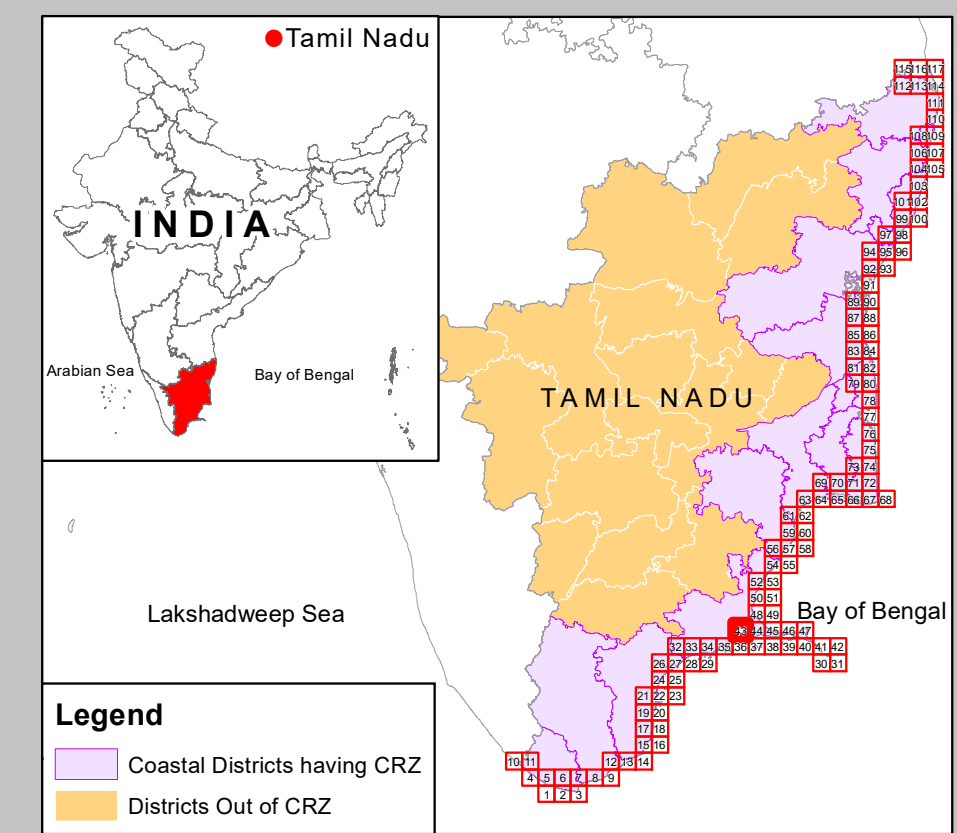 Tamil Nadu
INDIA
Arabian Sea
Bay of Bengal
TAMIL NADU
Lakshadweep Sea
Bay of Bengal
115 116 117
112 113 114
111
110
108 109
106 107
104 105
103
101 102
99 100
97 98
94 95 96
92 93
91
89 90
87 88
85 86
83 84
81 82
79 80
78
77
76
75
73 74
69 70 71 72
63 64 65 66 67 68
61 62
59 60
56 57 58
54 55
52 53
50 51
48 49
43 44 45 46 47
32 33 34 35 36 37 38 39 40 41 42
26 27 28 29 30 31
24 25
21 22 23
19 20
17 18
15 16
10 11 12 13 14
4 5 6 7 8 9
1 2 3
Legend
Coastal Districts having CRZ
Districts Out of CRZ